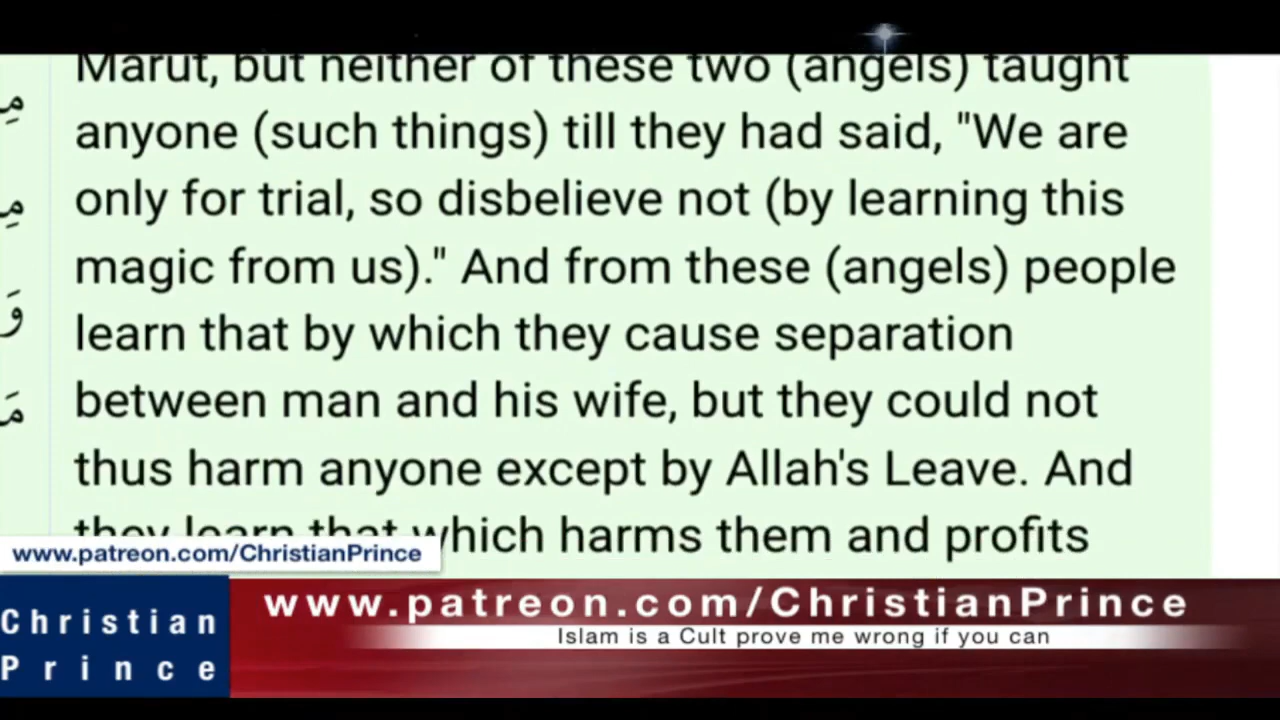 Marut, but neither of these two (angels) taught
anyone (such things) till they had said, "We are
only for trial, so disbelieve not (by learning this
magic from us)." And from these (angels) people
learn that by which they cause separation
between man and his wife, but they could not
thus harm anyone except by Allah's Leave. And
they learn that which harms them and profits
www.patreon.com/ChristianPrince
Christian
Prince
www.patreon.com/ChristianPrince
Islam is a Cult prove me wrong if you can